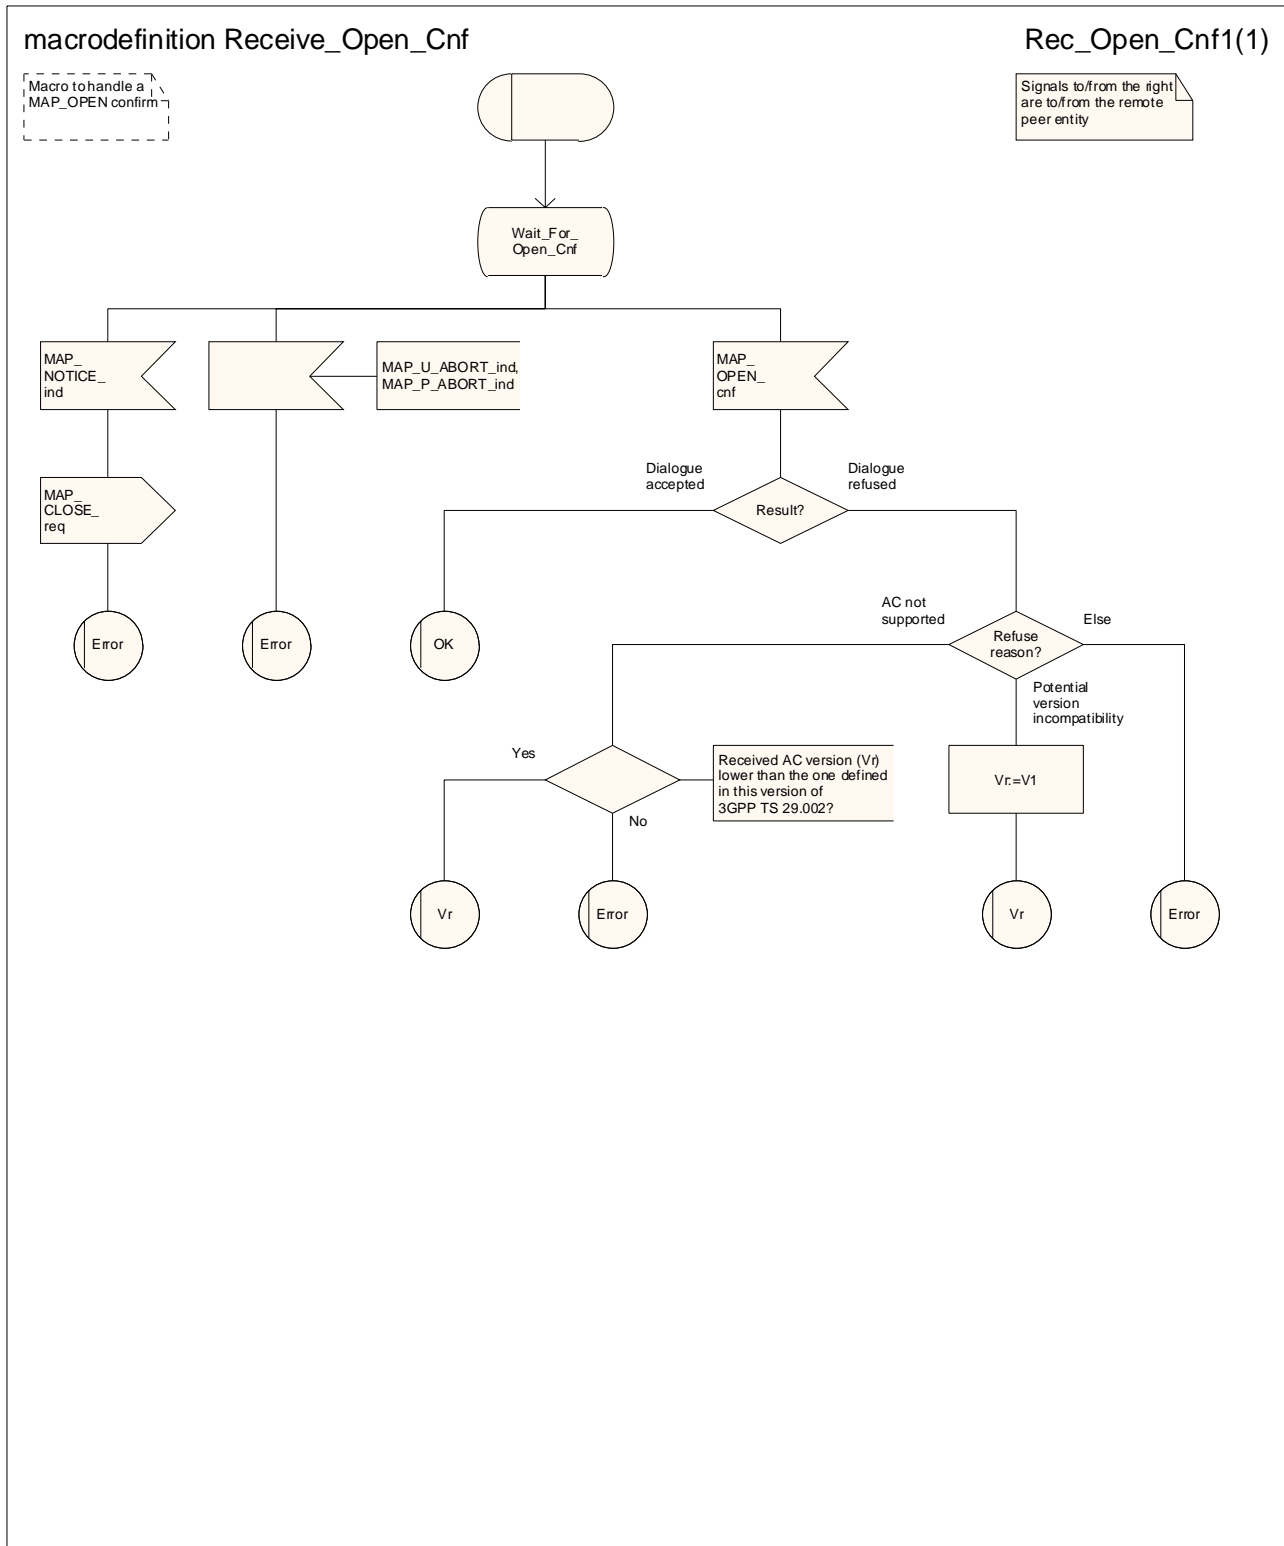 macrodefinition Receive_Open_Cnf
Rec_Open_Cnf1(1)
Macro to handle a
MAP_OPEN confirm
Signals to/from the right
are to/from the remote
peer entity
Wait_For_
Open_Cnf
MAP_
NOTICE_
ind
MAP_U_ABORT_ind,
MAP_P_ABORT_ind
MAP_
OPEN_
cnf
MAP_
CLOSE_
req
Dialogue
accepted
Dialogue
refused
Result?
Error
Error
OK
AC not
supported
Else
Refuse
reason?
Potential
version
incompatibility
Yes
Received AC version (Vr)
lower than the one defined
in this version of
3GPP TS 29.002?
No
Vr:=V1
Vr
Error
Vr
Error